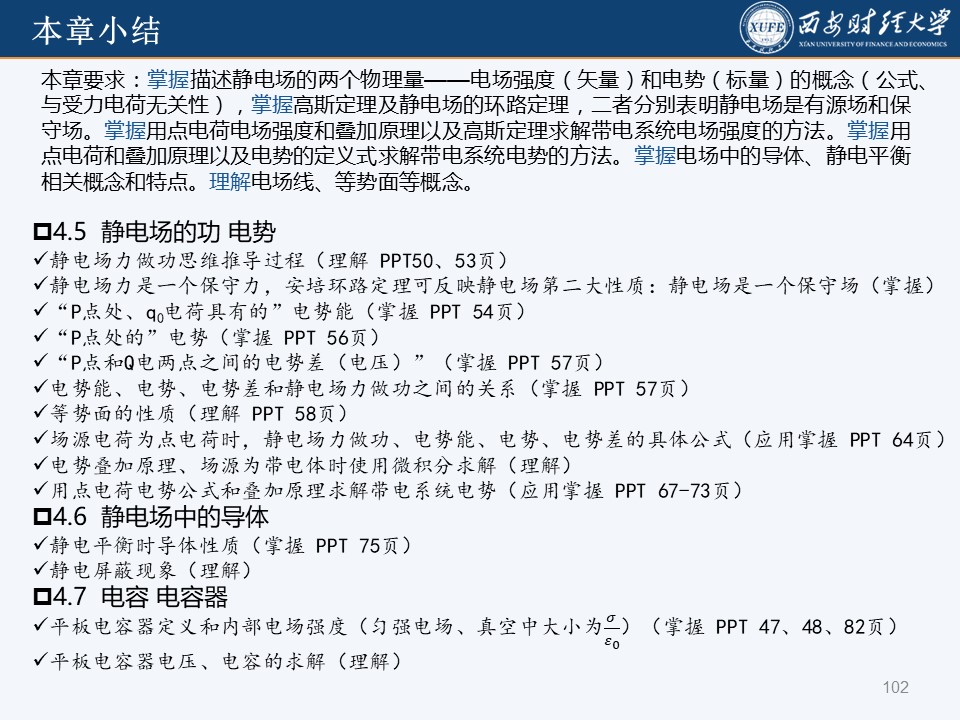 本章小结
XUFE
西安财经大学
XI'AN UNIVERSITY OF FINANCE AND ECONOMICS
本章要求：掌握描述静电场的两个物理量——电场强度（矢量）和电势（标量）的概念（公式、
与受力电荷无关性），掌握高斯定理及静电场的环路定理，二者分别表明静电场是有源场和保
守场。掌握用点电荷电场强度和叠加原理以及高斯定理求解带电系统电场强度的方法。掌握用
点电荷和叠加原理以及电势的定义式求解带电系统电势的方法。掌握电场中的导体、静电平衡
相关概念和特点。理解电场线、等势面等概念。
4.5 静电场的功 电势
✓静电场力做功思维推导过程（理解 PPT50、53页）
✓静电场力是一个保守力，安培环路定理可反映静电场第二大性质：静电场是一个保守场（掌握）
✓“P点处、q₀电荷具有的”电势能（掌握 PPT 54页）
✓“P点处的”电势（掌握 PPT 56页）
✓“P点和Q电两点之间的电势差（电压）”（掌握 PPT 57页）
✓电势能、电势、电势差和静电场力做功之间的关系（掌握 PPT 57页）
✓等势面的性质（理解 PPT 58页）
✓场源电荷为点电荷时，静电场力做功、电势能、电势、电势差的具体公式（应用掌握 PPT 64页）
✓电势叠加原理、场源为带电体时使用微积分求解（理解）
✓用点电荷电势公式和叠加原理求解带电系统电势（应用掌握 PPT 67-73页）
4.6 静电场中的导体
✓静电平衡时导体性质（掌握 PPT 75页）
✓静电屏蔽现象（理解）
4.7 电容 电容器
✓平板电容器定义和内部电场强度（匀强电场、真空中大小为σ/ε₀）（掌握 PPT 47、48、82页）
✓平板电容器电压、电容的求解（理解）
102